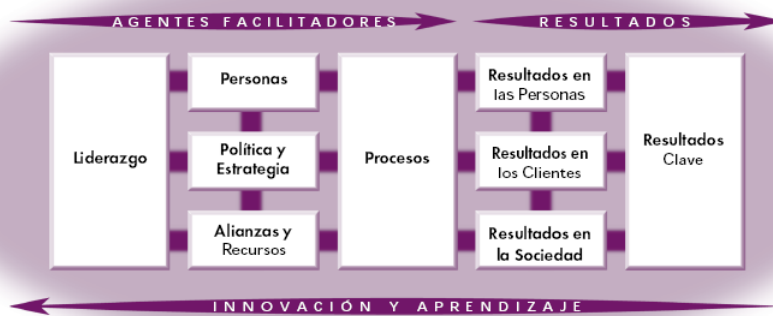 AGENTES FACILITADORES
RESULTADOS
Liderazgo
Personas
Política y
Estrategia
Alianzas y
Recursos
Procesos
Resultados en
las Personas
Resultados en
los Clientes
Resultados en
la Sociedad
Resultados
Clave
INNOVACIÓN Y APRENDIZAJE